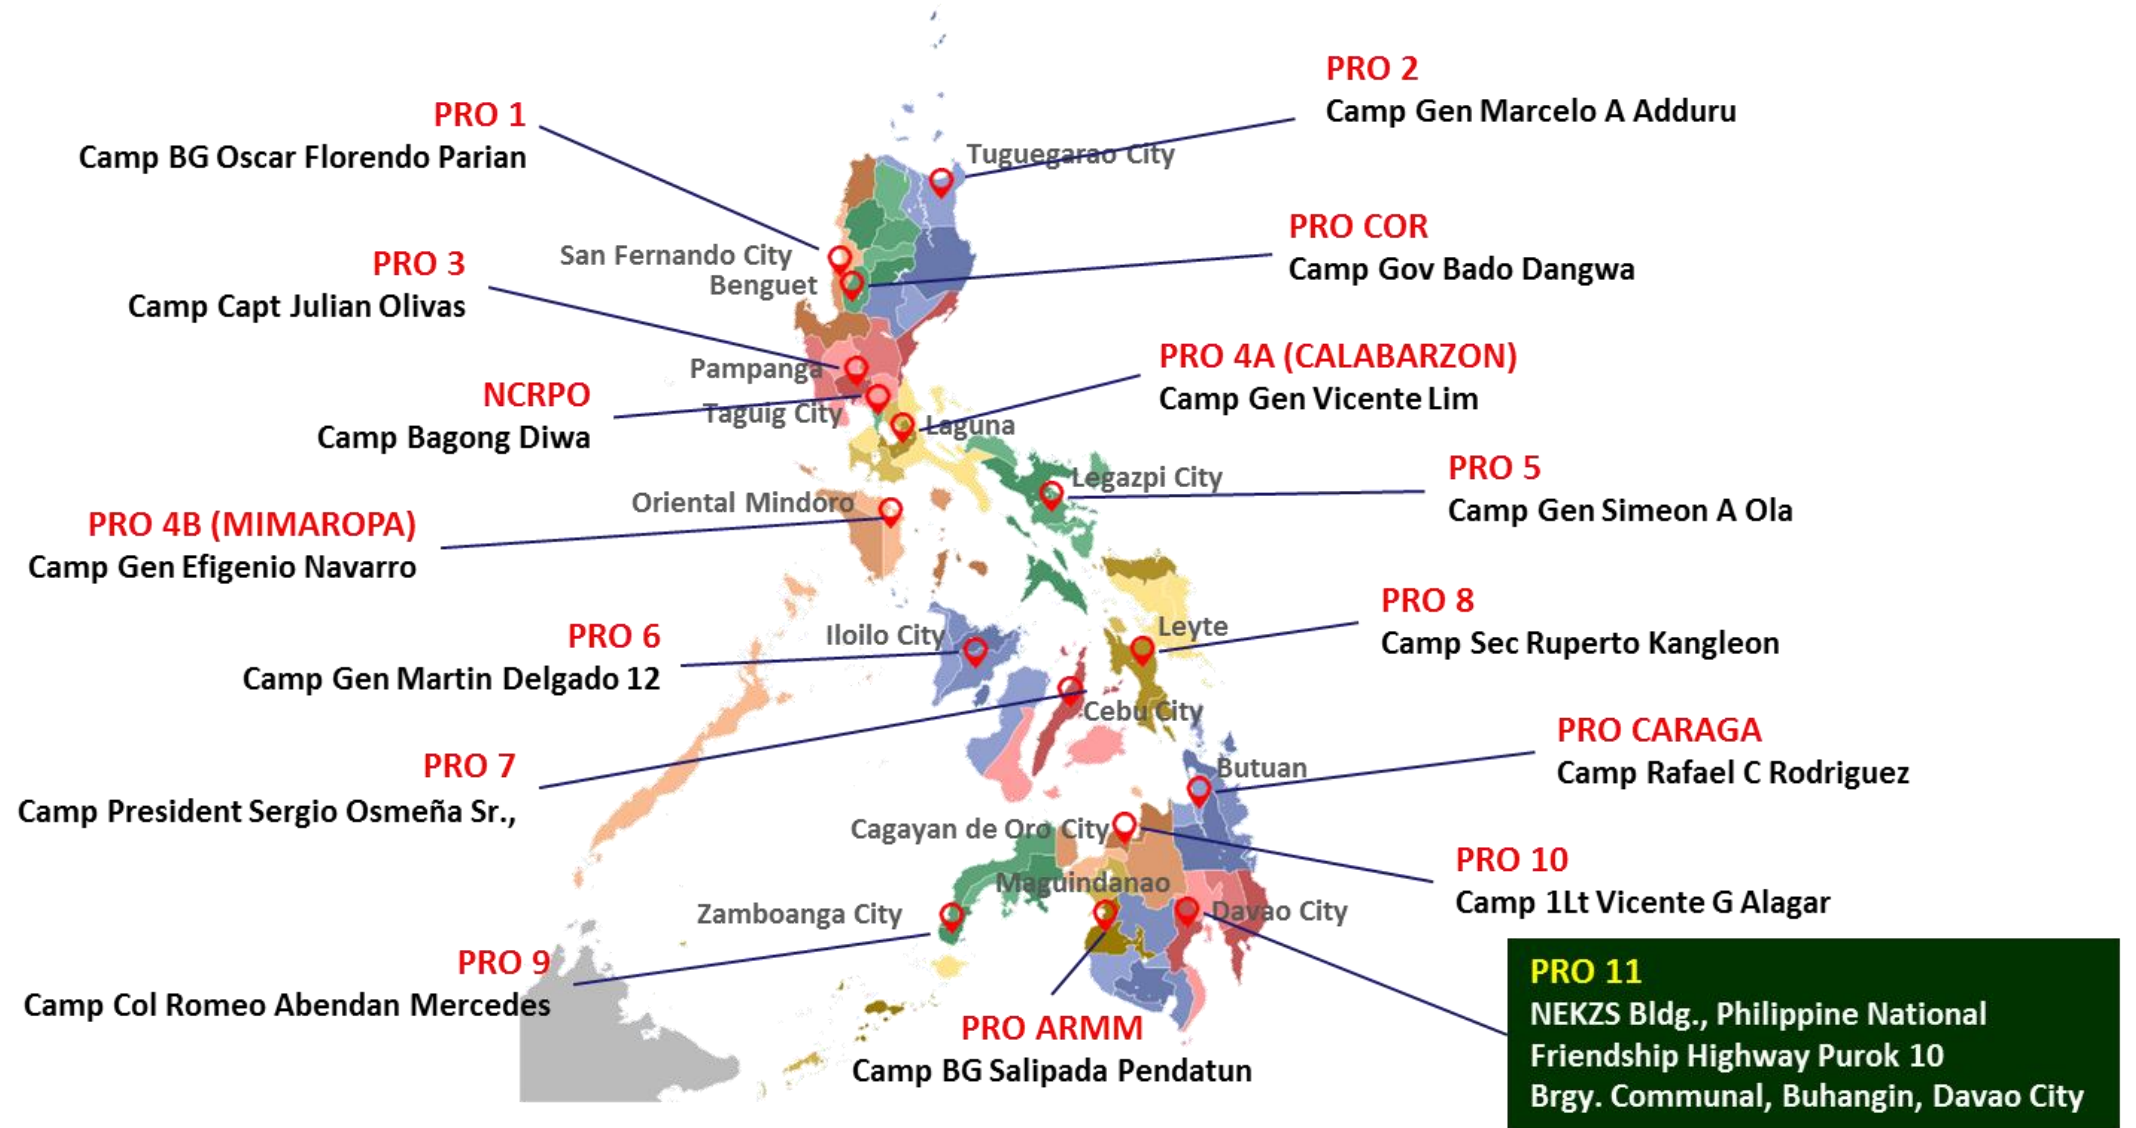 PRO 1
Camp BG Oscar Florendo Parian
PRO 2
Camp Gen Marcelo A Adduru
Tuguegarao City
PRO COR
Camp Gov Bado Dangwa
San Fernando City
Benguet
PRO 3
Camp Capt Julian Olivas
Pampanga
PRO 4A (CALABARZON)
Camp Gen Vicente Lim
Laguna
NCRPO
Camp Bagong Diwa
Taguig City
PRO 5
Camp Gen Simeon A Ola
Legazpi City
Oriental Mindoro
PRO 4B (MIMAROPA)
Camp Gen Efigenio Navarro
PRO 8
Camp Sec Ruperto Kangleon
Leyte
Iloilo City
PRO 6
Camp Gen Martin Delgado 12
Cebu City
PRO 7
Camp President Sergio Osmeña Sr.,
PRO CARAGA
Camp Rafael C Rodriguez
Butuan
Cagayan de Oro City
PRO 10
Camp 1Lt Vicente G Alagar
Maguindanao
Zamboanga City
Davao City
PRO 9
Camp Col Romeo Abendan Mercedes
PRO ARMM
Camp BG Salipada Pendatun
PRO 11
NEKZS Bldg., Philippine National
Friendship Highway Purok 10
Brgy. Communal, Buhangin, Davao City